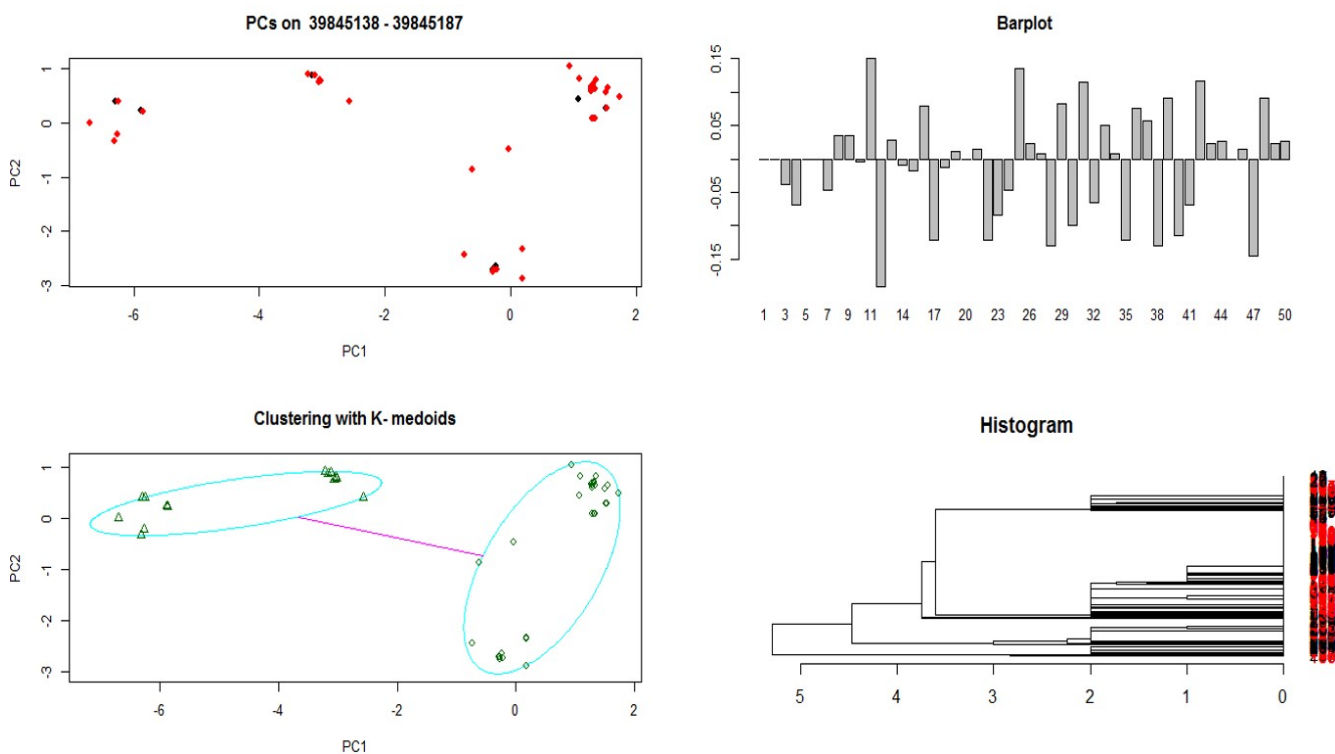 PCs on 39845138 - 39845187
PC2
1
0
-1
-2
-3
-6 -4 -2 0 2
PC1
Barplot
0.15
0.05
-0.05
-0.15
1 3 5 7 9 11 14 17 20 23 26 29 32 35 38 41 44 47 50
Clustering with K- medoids
PC2
1
0
-1
-2
-3
-6 -4 -2 0 2
PC1
Histogram
5 4 3 2 1 0